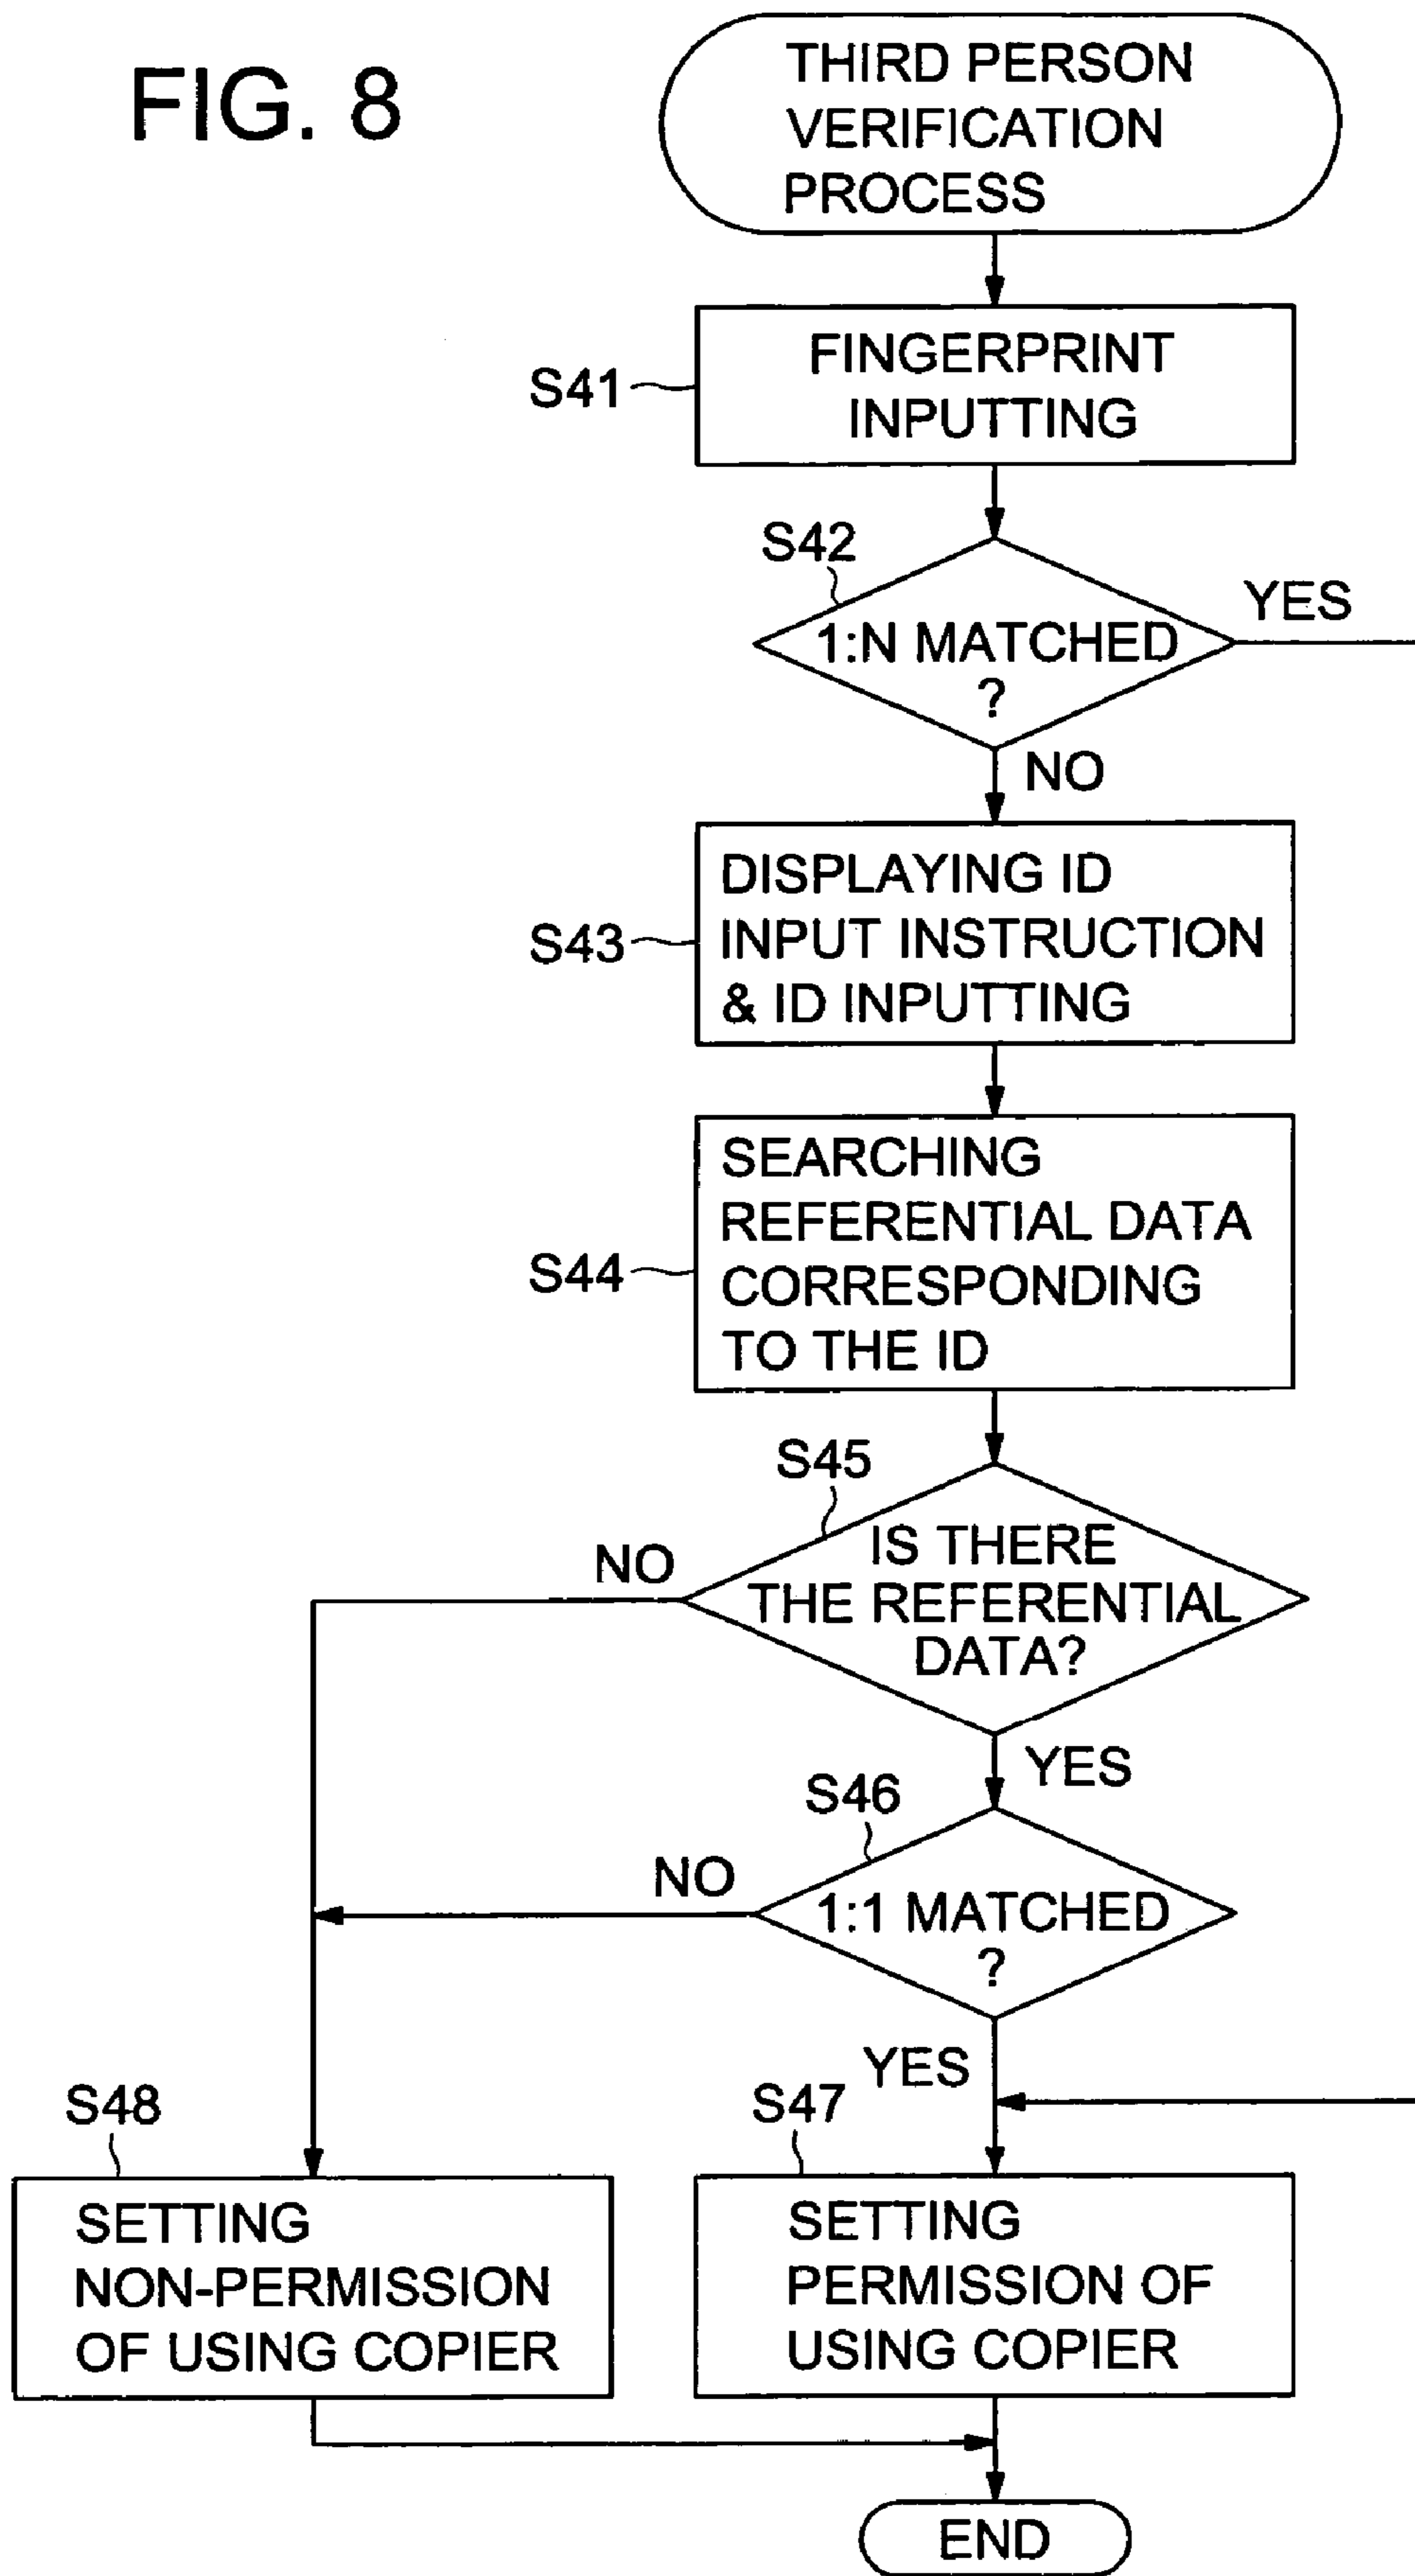 FIG. 8
THIRD PERSON
VERIFICATION
PROCESS
S41
FINGERPRINT
INPUTTING
S42
YES
1:N MATCHED
?
NO
S43
DISPLAYING ID
INPUT INSTRUCTION
& ID INPUTTING
S44
SEARCHING
REFERENTIAL DATA
CORRESPONDING
TO THE ID
S45
NO
IS THERE
THE REFERENTIAL
DATA?
YES
S46
NO
1:1 MATCHED
?
YES
S48
S47
SETTING
NON-PERMISSION
OF USING COPIER
SETTING
PERMISSION OF
USING COPIER
END